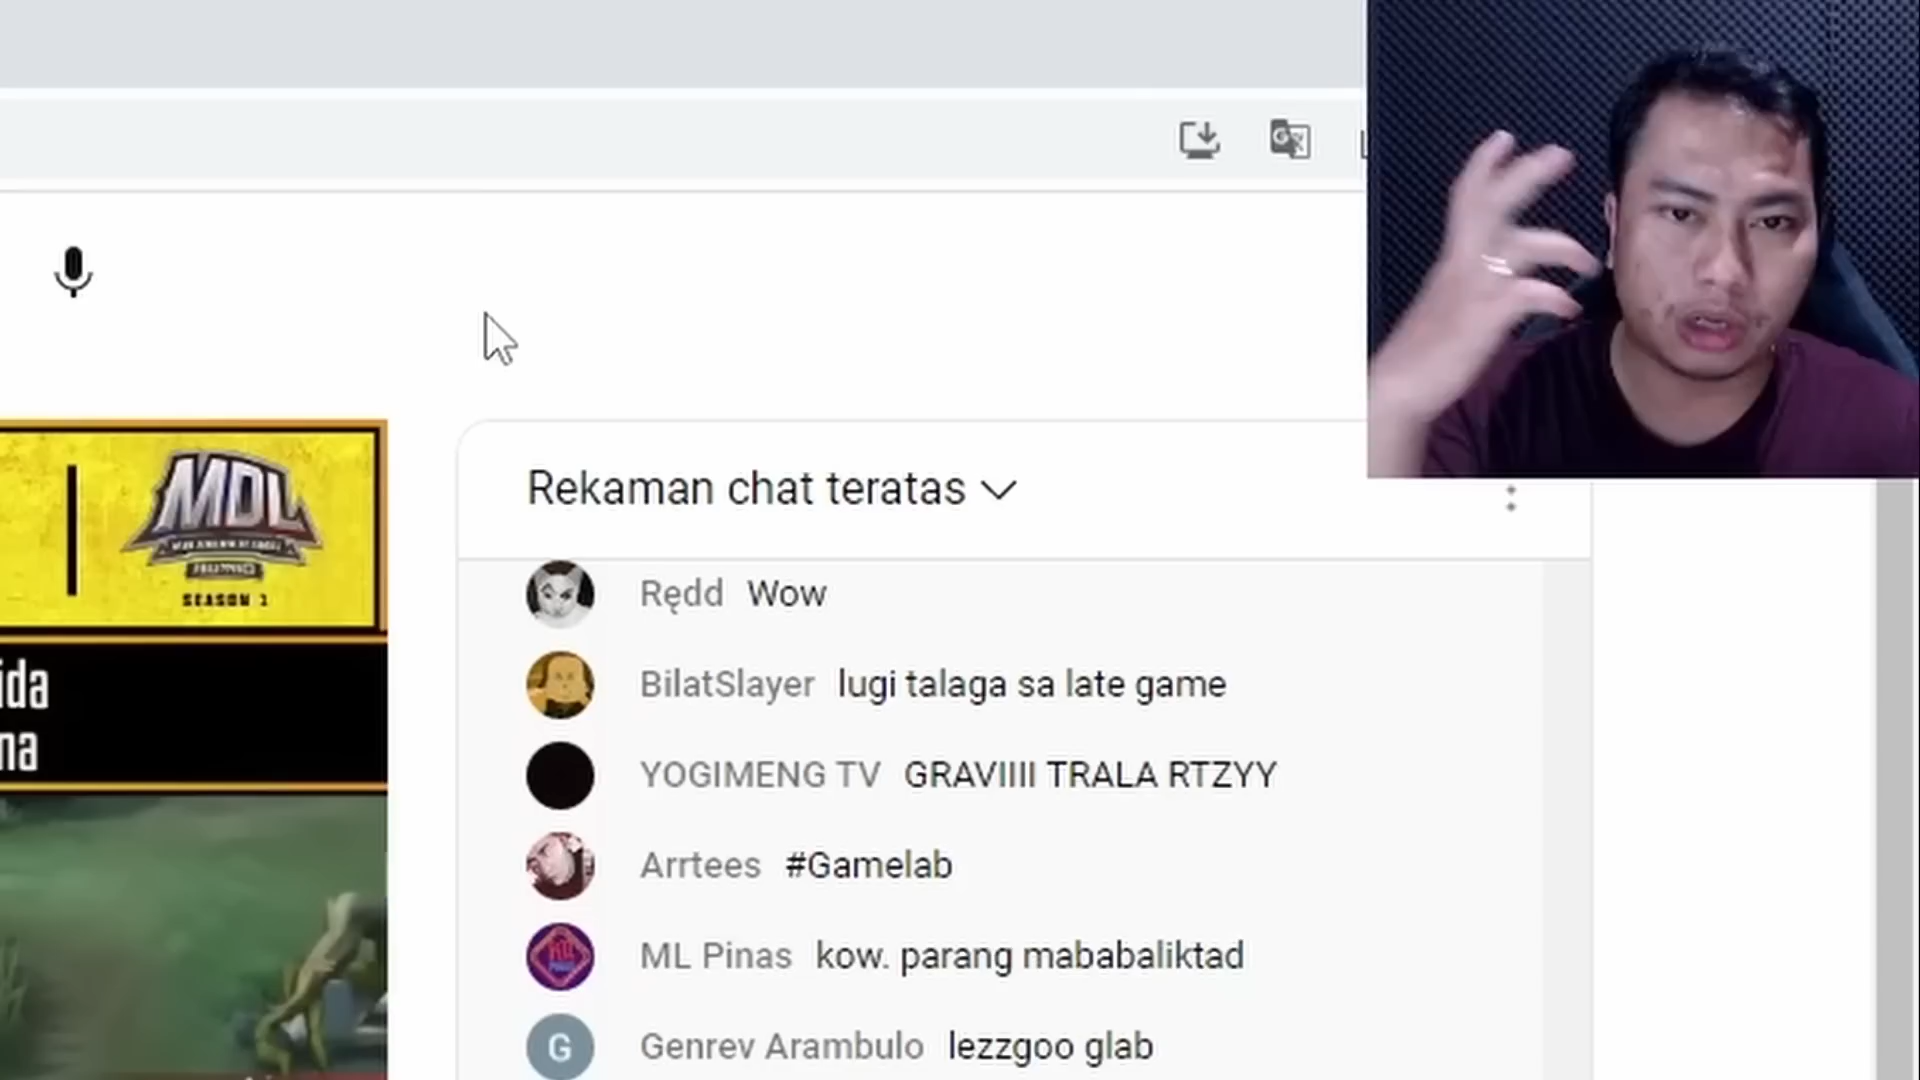 MDL
SEASON 1
ida
na
Rekaman chat teratas
Rędd Wow
BilatSlayer lugi talaga sa late game
YOGIMENG TV GRAVIIII TRALA RTZYY
Arrtees #Gamelab
ML Pinas kow. parang mababaliktad
G Genrev Arambulo lezzgoo glab